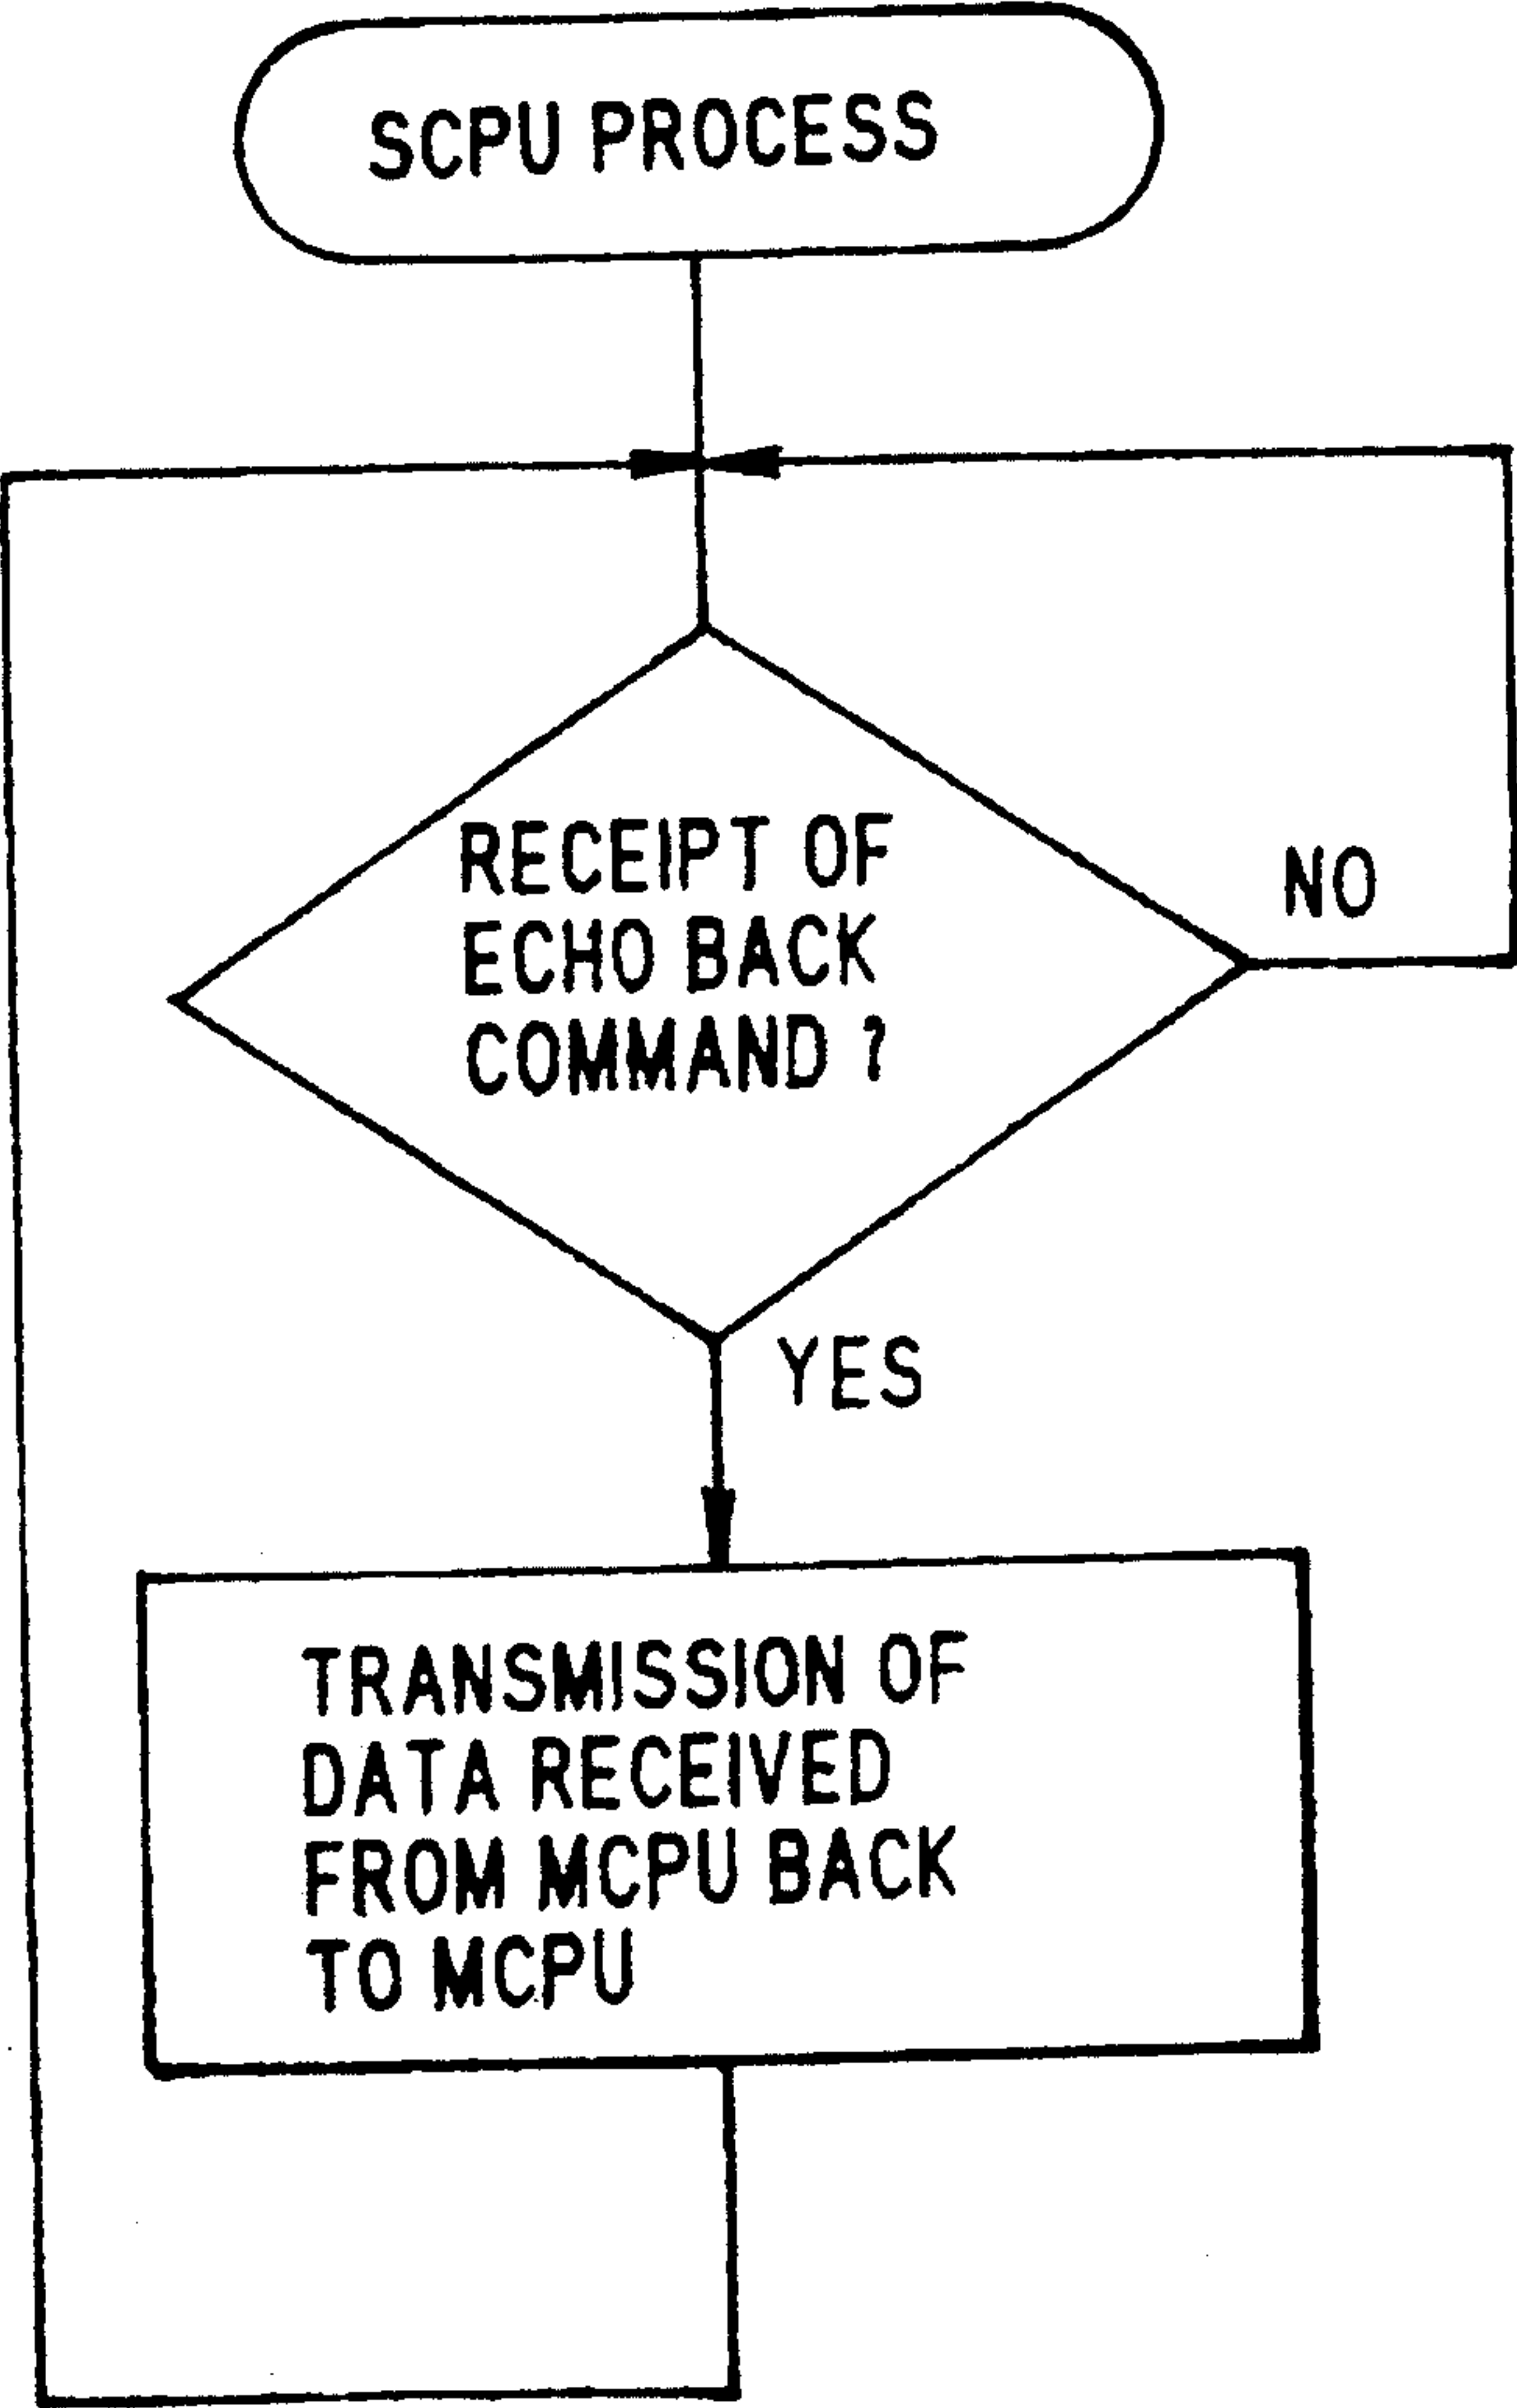 SCPU PROCESS
RECEIPT OF
ECHO BACK
COMMAND ?
NO
YES
TRANSMISSION OF
DATA RECEIVED
FROM MCPU BACK
TO MCPU